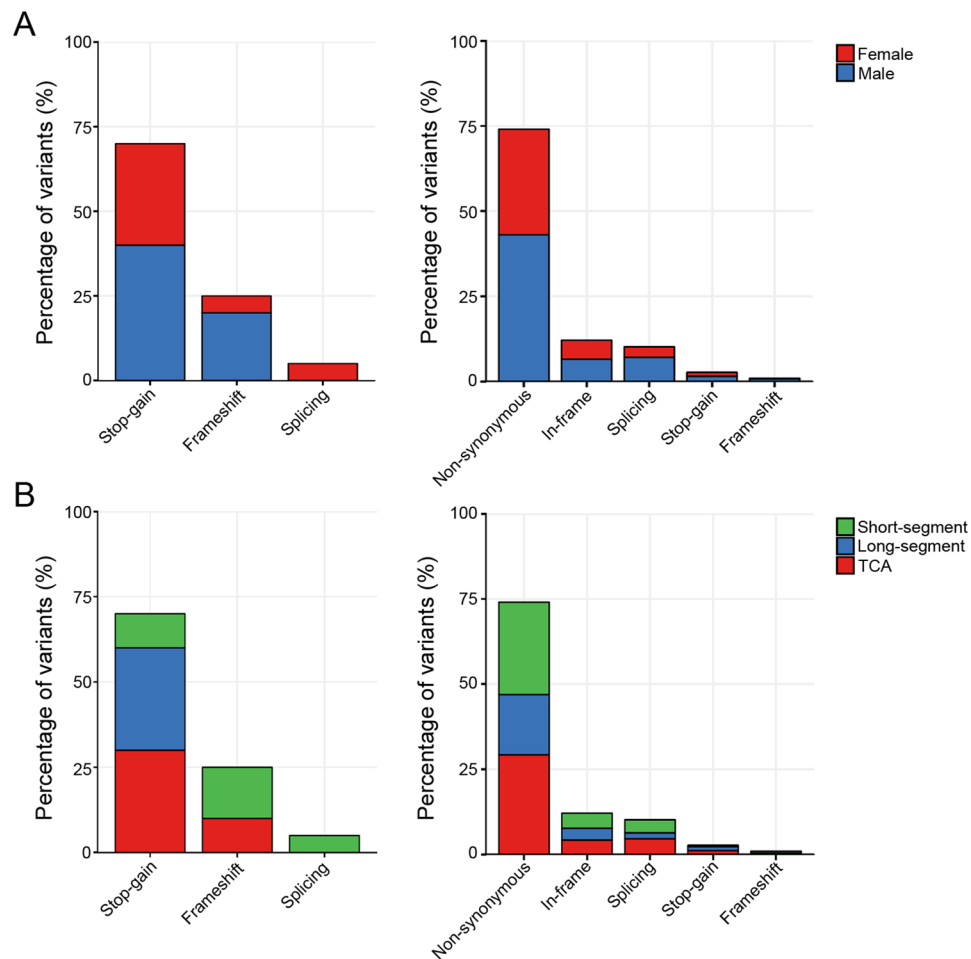 A
Percentage of variants (%)
100
75
50
25
0
Stop-gain
Frameshift
Splicing
Percentage of variants (%)
100
75
50
25
0
Non-synonymous
In-frame
Splicing
Stop-gain
Frameshift
Female
Male
B
Percentage of variants (%)
100
75
50
25
0
Stop-gain
Frameshift
Splicing
Percentage of variants (%)
100
75
50
25
0
Non-synonymous
In-frame
Splicing
Stop-gain
Frameshift
Short-segment
Long-segment
TCA